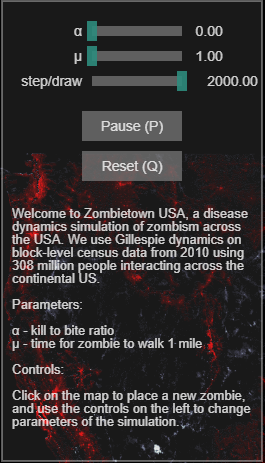 α 0.00
μ 1.00
step/draw 2000.00
Pause (P)
Reset (Q)
Welcome to Zombietown USA, a disease
dynamics simulation of zombism across
the USA. We use Gillespie dynamics on
block-level census data from 2010 using
308 million people interacting across the
continental US.
Parameters:
α - kill to bite ratio
μ - time for zombie to walk 1 mile
Controls:
Click on the map to place a new zombie,
and use the controls on the left to change
parameters of the simulation.